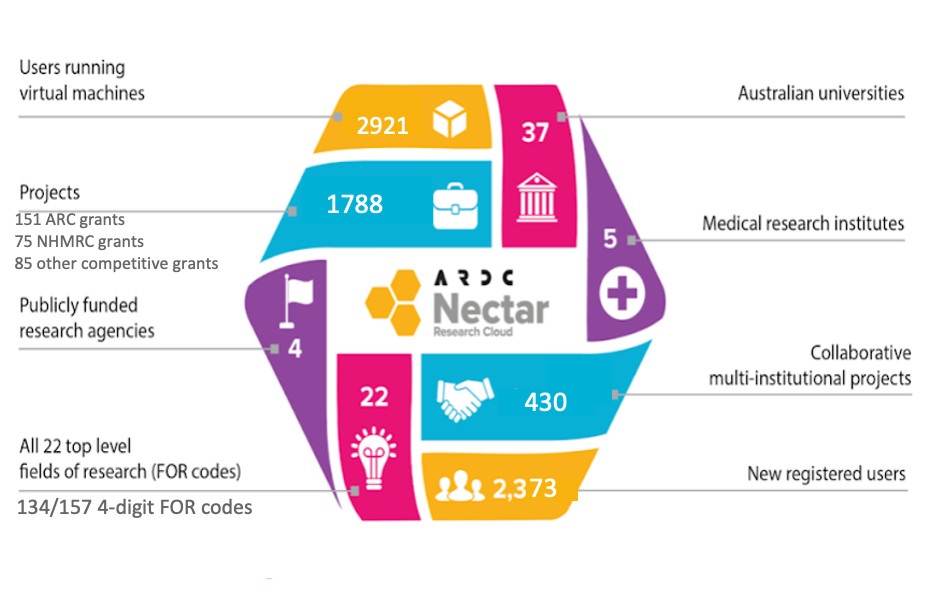 Users running
virtual machines
2921
37
Australian universities
Projects
151 ARC grants
75 NHMRC grants
85 other competitive grants
1788
5
Medical research institutes
ARDC
Nectar
Research Cloud
Publicly funded
research agencies
4
22
430
Collaborative
multi-institutional projects
All 22 top level
fields of research (FOR codes)
134/157 4-digit FOR codes
2,373
New registered users